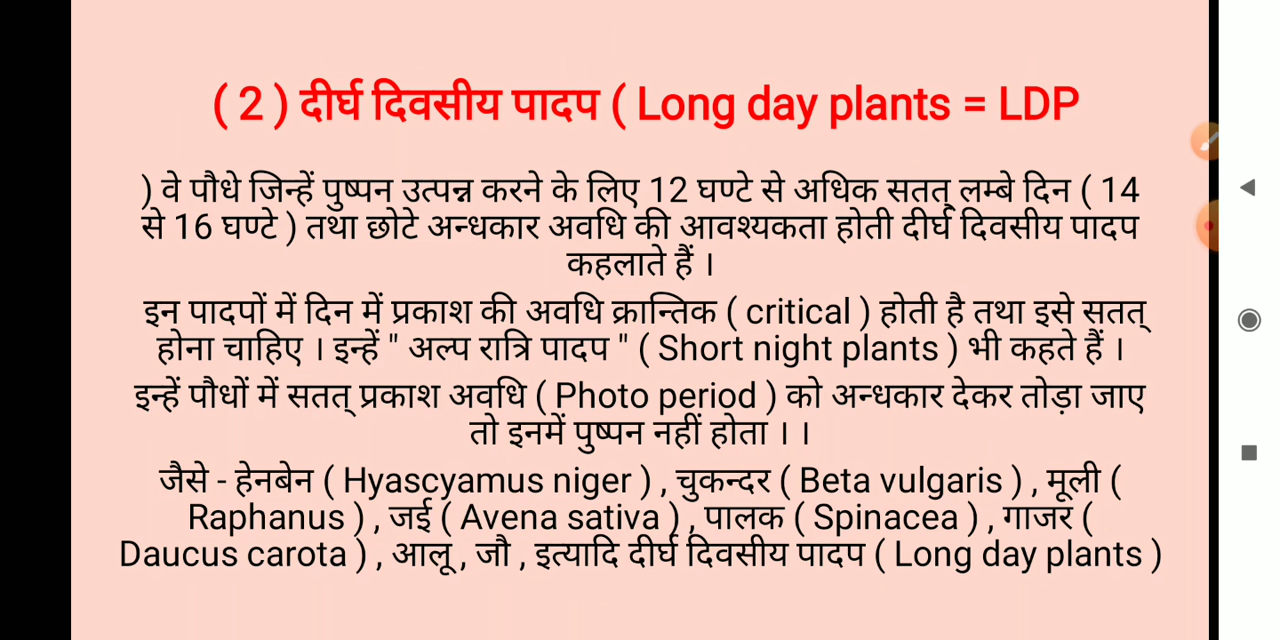 ( 2 ) दीर्घ दिवसीय पादप ( Long day plants = LDP
) वे पौधे जिन्हें पुष्पन उत्पन्न करने के लिए 12 घण्टे से अधिक सतत् लम्बे दिन ( 14
से 16 घण्टे ) तथा छोटे अन्धकार अवधि की आवश्यकता होती दीर्घ दिवसीय पादप
कहलाते हैं ।
इन पादपों में दिन में प्रकाश की अवधि क्रान्तिक ( critical ) होती है तथा इसे सतत्
होना चाहिए । इन्हें " अल्प रात्रि पादप " ( Short night plants ) भी कहते हैं ।
इन्हें पौधों में सतत् प्रकाश अवधि ( Photo period ) को अन्धकार देकर तोड़ा जाए
तो इनमें पुष्पन नहीं होता । ।
जैसे - हेनबेन ( Hyascyamus niger ) , चुकन्दर ( Beta vulgaris ) , मूली (
Raphanus ) , जई ( Avena sativa ) , पालक ( Spinacea ) , गाजर (
Daucus carota ) , आलू , जौ , इत्यादि दीर्घ दिवसीय पादप ( Long day plants )